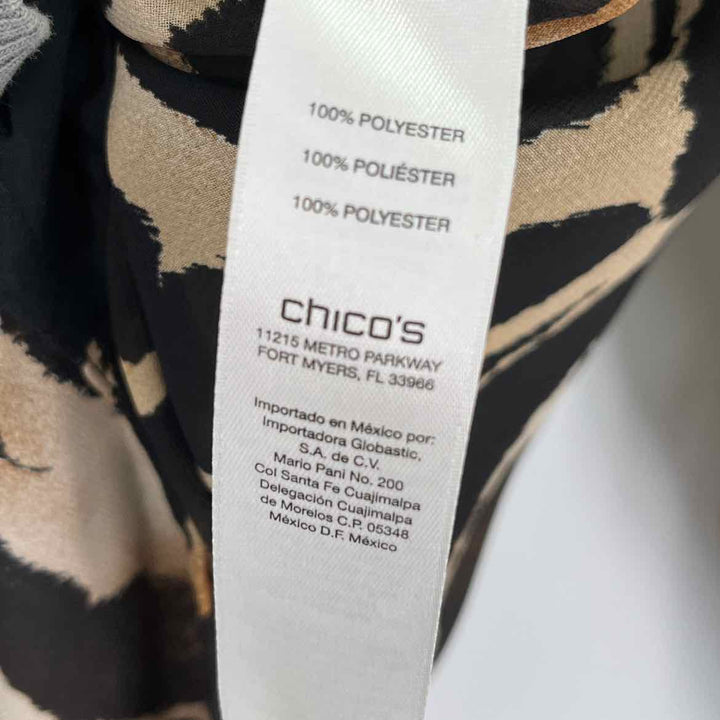 100% POLYESTER
100% POLIÉSTER
100% POLYESTER
chico's
11215 METRO PARKWAY
FORT MYERS, FL 33966
Importado en México por:
Importadora Globastic,
S.A. de C.V.
Mario Pani No. 200
Col Santa Fe Cuajimalpa
Delegación Cuajimalpa
de Morelos C.P. 05348
México D.F. México